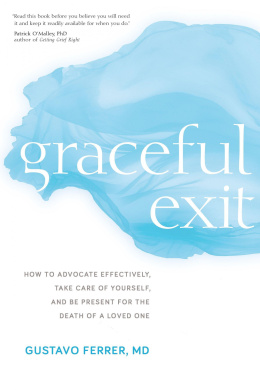 "Read this book before you believe you will need
it and keep it readily available for when you do."
Patrick O'Malley, PhD
author of Getting Grief Right
graceful
exit
HOW TO ADVOCATE EFFECTIVELY,
TAKE CARE OF YOURSELF,
AND BE PRESENT FOR THE
DEATH OF A LOVED ONE
GUSTAVO FERRER, MD